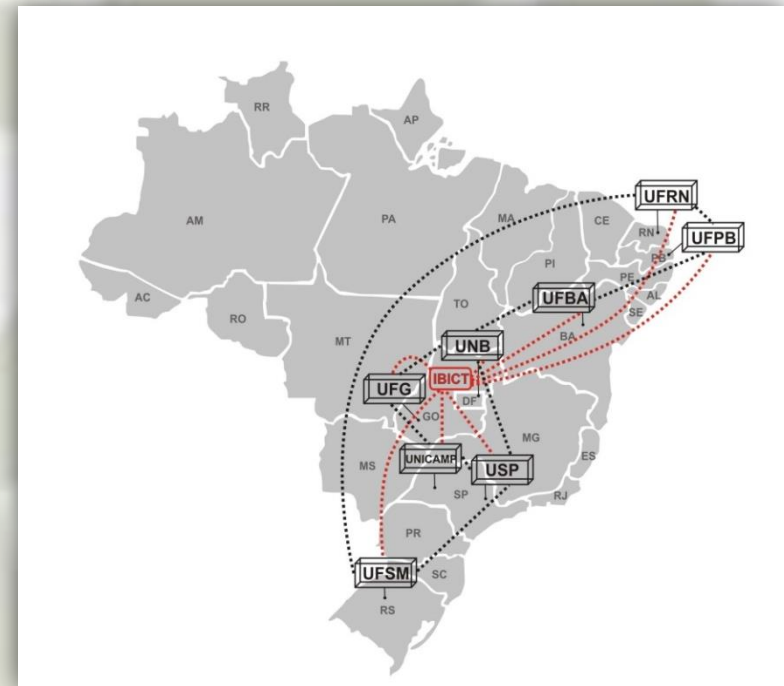 RR
AP
UFRN
AM
PA
MA
CE
RN
UFPB
PB
PI
PE
AC
TO
UFBA
AL
RO
SE
MT
BA
UNB
IBICT
UFG
DF
GO
MG
MS
UNICAMP
USP
ES
SP
RJ
PR
UFSM
SC
RS